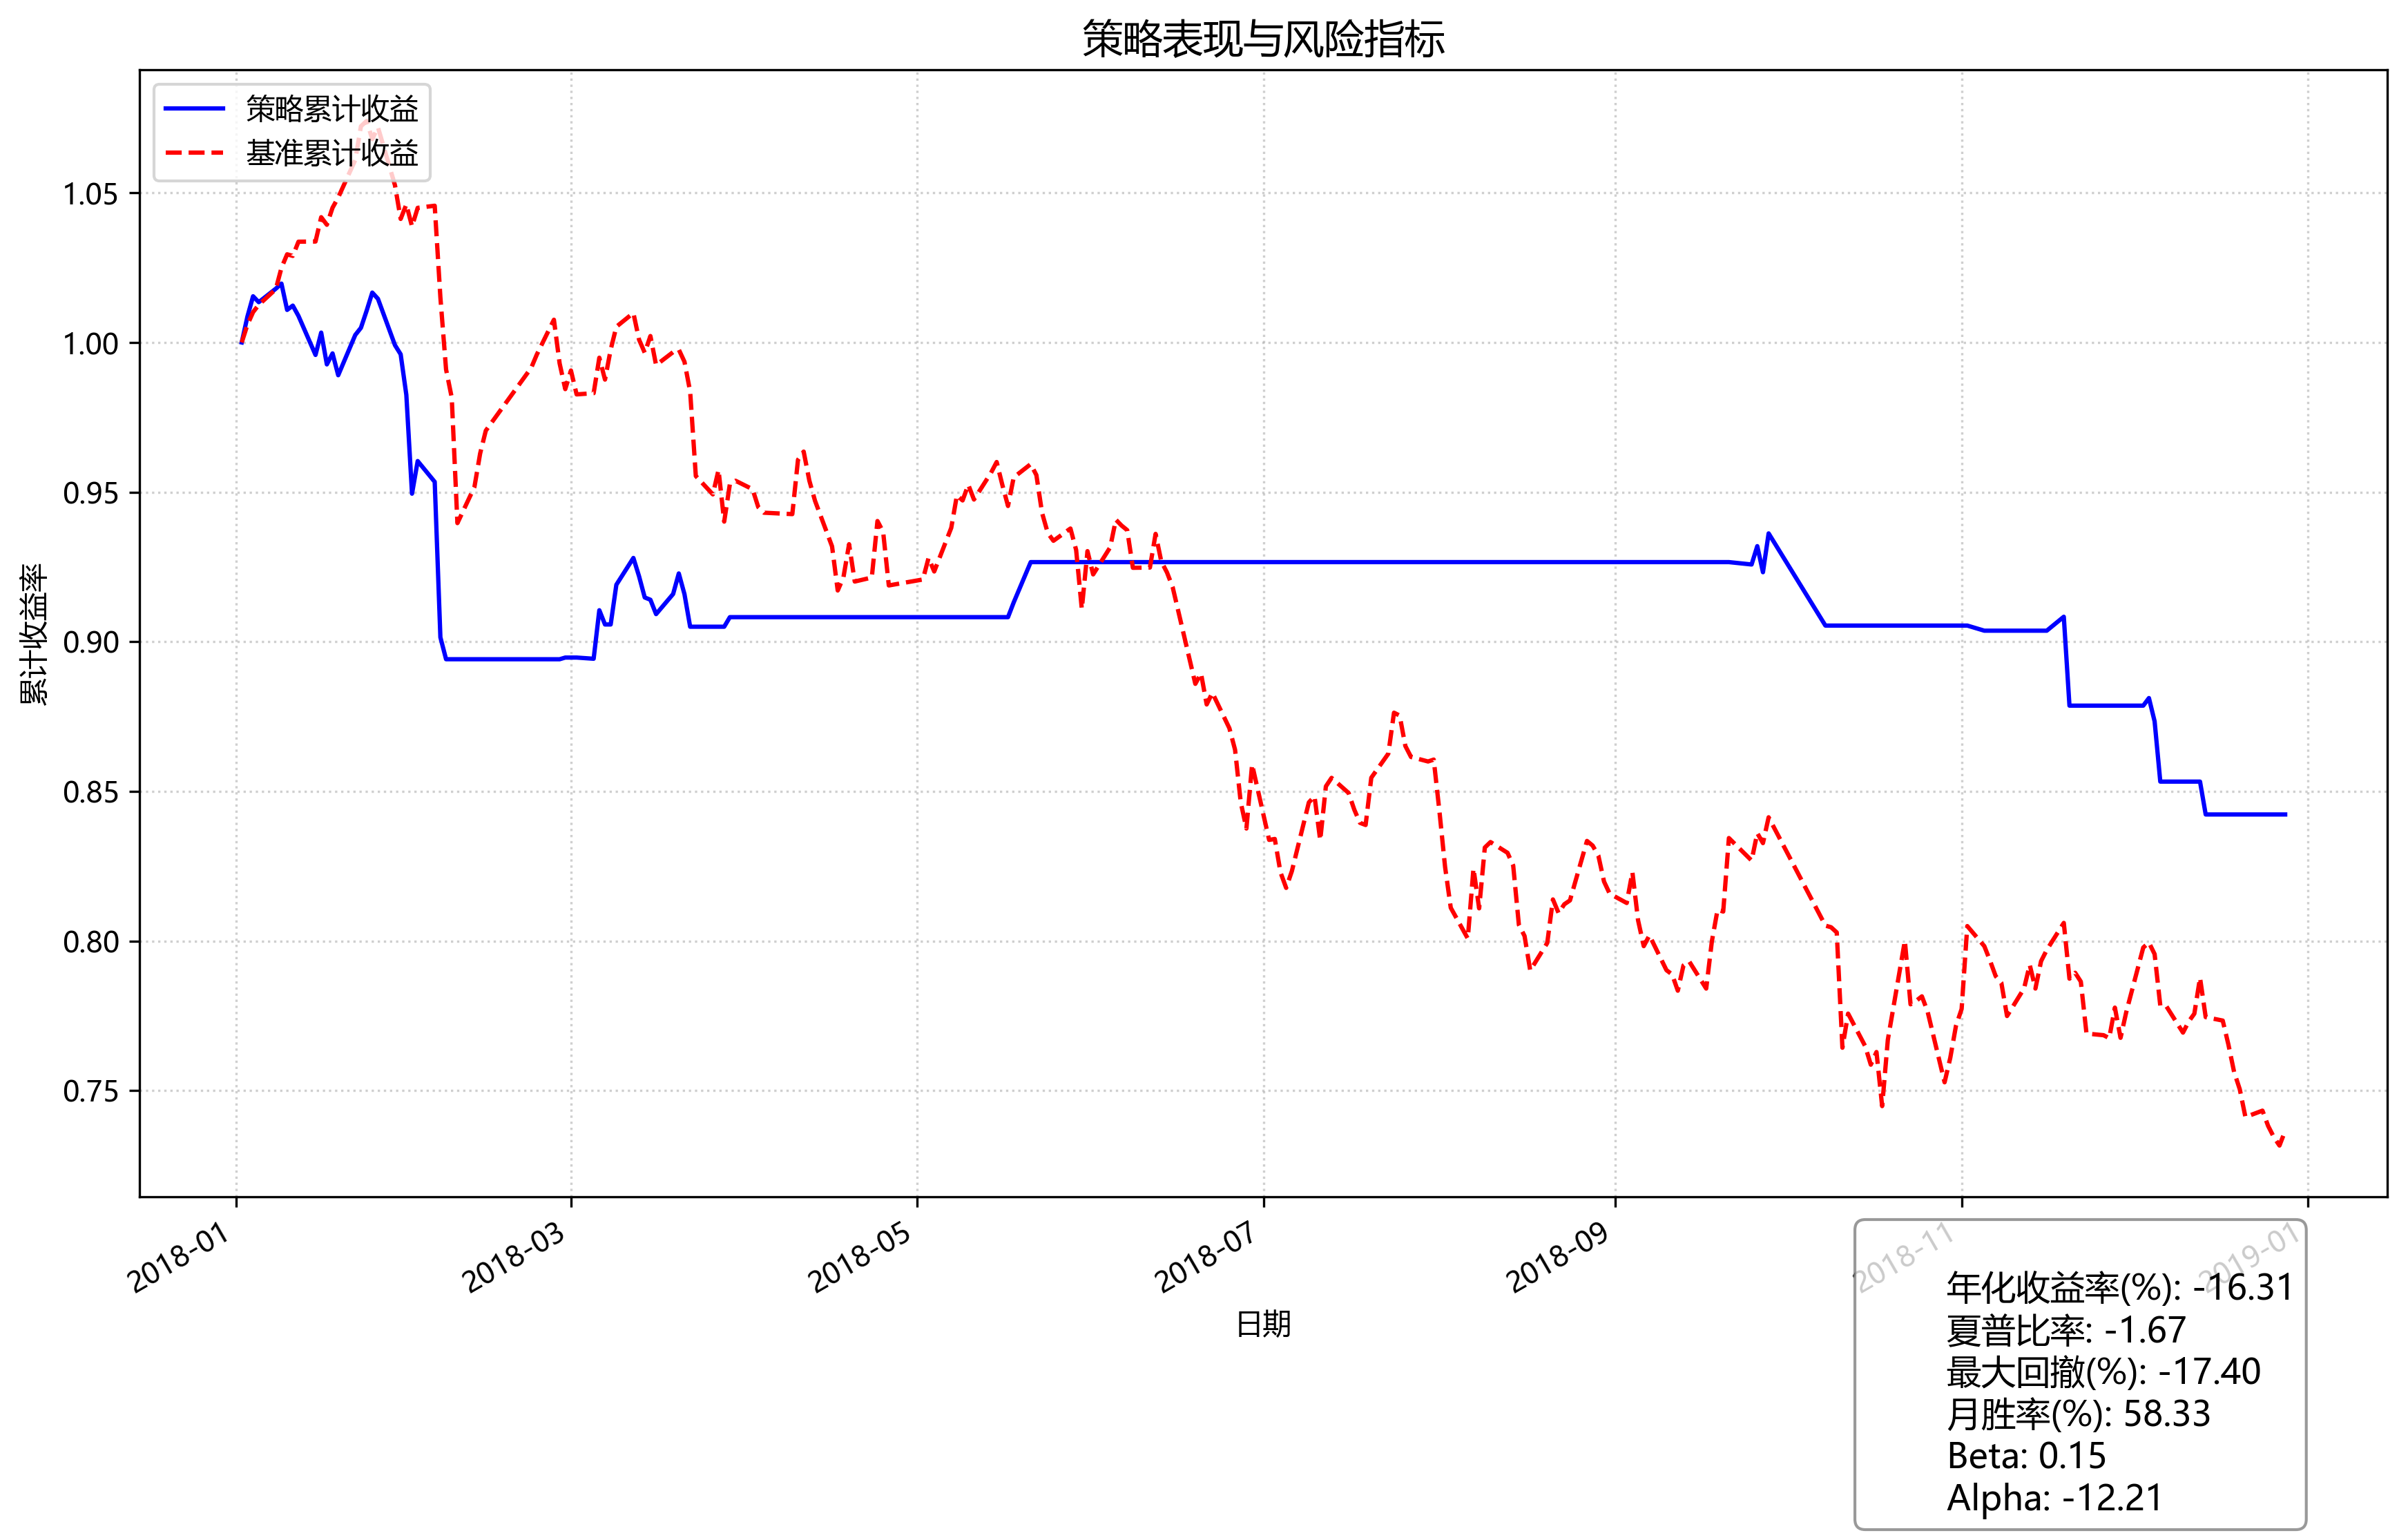 策略表现与风险指标
策略累计收益
基准累计收益
累计收益率
1.05
1.00
0.95
0.90
0.85
0.80
0.75
2018-01
2018-03
2018-05
2018-07
2018-09
2018-11
2019-01
日期
年化收益率(%): -16.31
夏普比率: -1.67
最大回撤(%): -17.40
月胜率(%): 58.33
Beta: 0.15
Alpha: -12.21